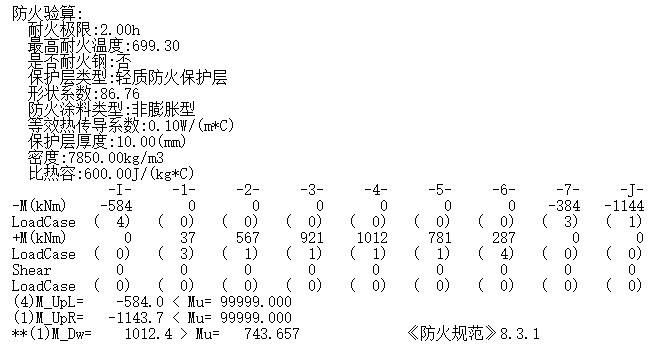 防火验算:
耐火极限:2.00h
最高耐火温度:699.30
是否耐火钢:否
保护层类型:轻质防火保护层
形状系数:86.76
防火涂料类型:非膨胀型
等效热传导系数:0.10W/(m*C)
保护层厚度:10.00(mm)
密度:7850.00kg/m3
比热容:600.00J/(kg*C)
-I- -1- -2- -3- -4- -5- -6- -7- -J-
-M(kNm) -584 0 0 0 0 0 0 -384 -1144
LoadCase ( 4) ( 0) ( 0) ( 0) ( 0) ( 0) ( 0) ( 3) ( 1)
+M(kNm) 0 37 567 921 1012 781 287 0 0
LoadCase ( 0) ( 3) ( 1) ( 1) ( 1) ( 1) ( 4) ( 0) ( 0)
Shear 0 0 0 0 0 0 0 0 0
LoadCase ( 0) ( 0) ( 0) ( 0) ( 0) ( 0) ( 0) ( 0) ( 0)
(4)M_UpL= -584.0 < Mu= 99999.000
(1)M_UpR= -1143.7 < Mu= 99999.000
**(1)M_Dw= 1012.4 > Mu= 743.657 《防火规范》8.3.1